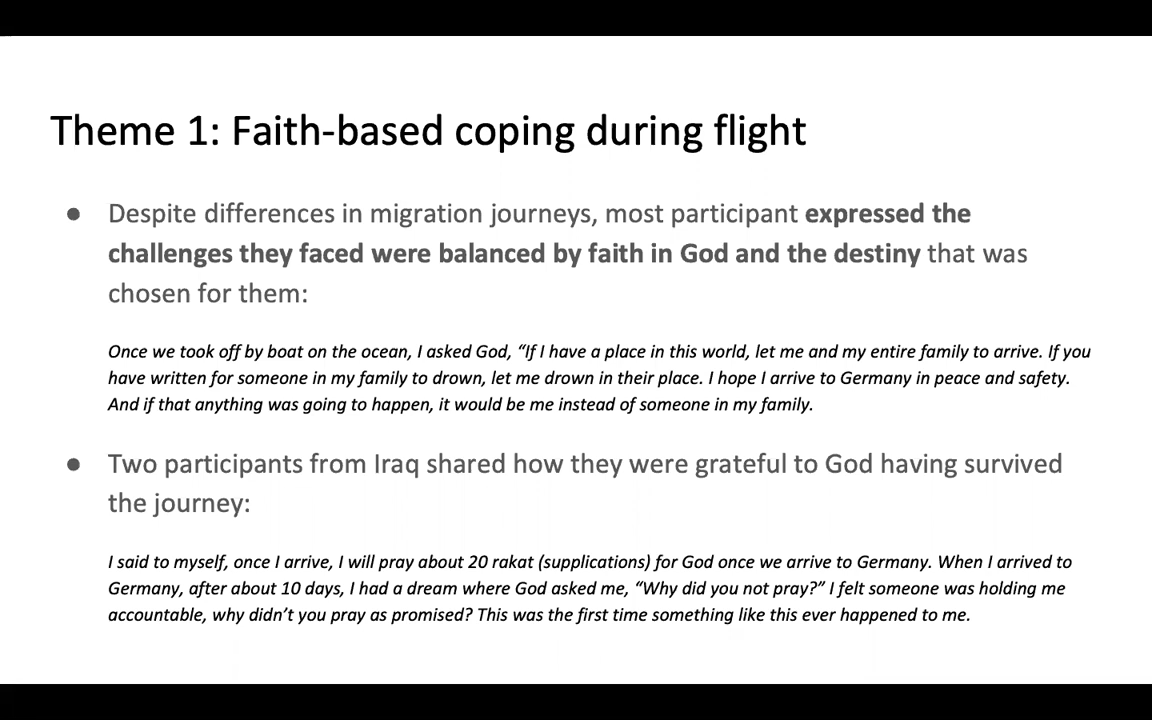 Theme 1: Faith-based coping during flight
● Despite differences in migration journeys, most participant expressed the
challenges they faced were balanced by faith in God and the destiny that was
chosen for them:
Once we took off by boat on the ocean, I asked God, “If I have a place in this world, let me and my entire family to arrive. If you
have written for someone in my family to drown, let me drown in their place. I hope I arrive to Germany in peace and safety.
And if that anything was going to happen, it would be me instead of someone in my family.
● Two participants from Iraq shared how they were grateful to God having survived
the journey:
I said to myself, once I arrive, I will pray about 20 rakat (supplications) for God once we arrive to Germany. When I arrived to
Germany, after about 10 days, I had a dream where God asked me, “Why did you not pray?” I felt someone was holding me
accountable, why didn’t you pray as promised? This was the first time something like this ever happened to me.